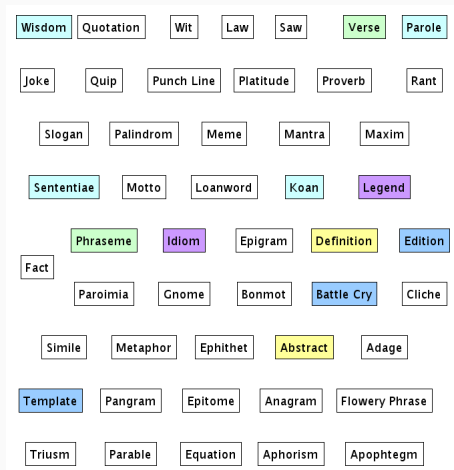 Wisdom Quotation Wit Law Saw Verse Parole
Joke Quip Punch Line Platitude Proverb Rant
Slogan Palindrom Meme Mantra Maxim
Sententiae Motto Loanword Koan Legend
Phraseme Idiom Epigram Definition Edition
Fact
Paroimia Gnome Bonmot Battle Cry Cliche
Simile Metaphor Ephithet Abstract Adage
Template Pangram Epitome Anagram Flowery Phrase
Triusm Parable Equation Aphorism Apophtegm